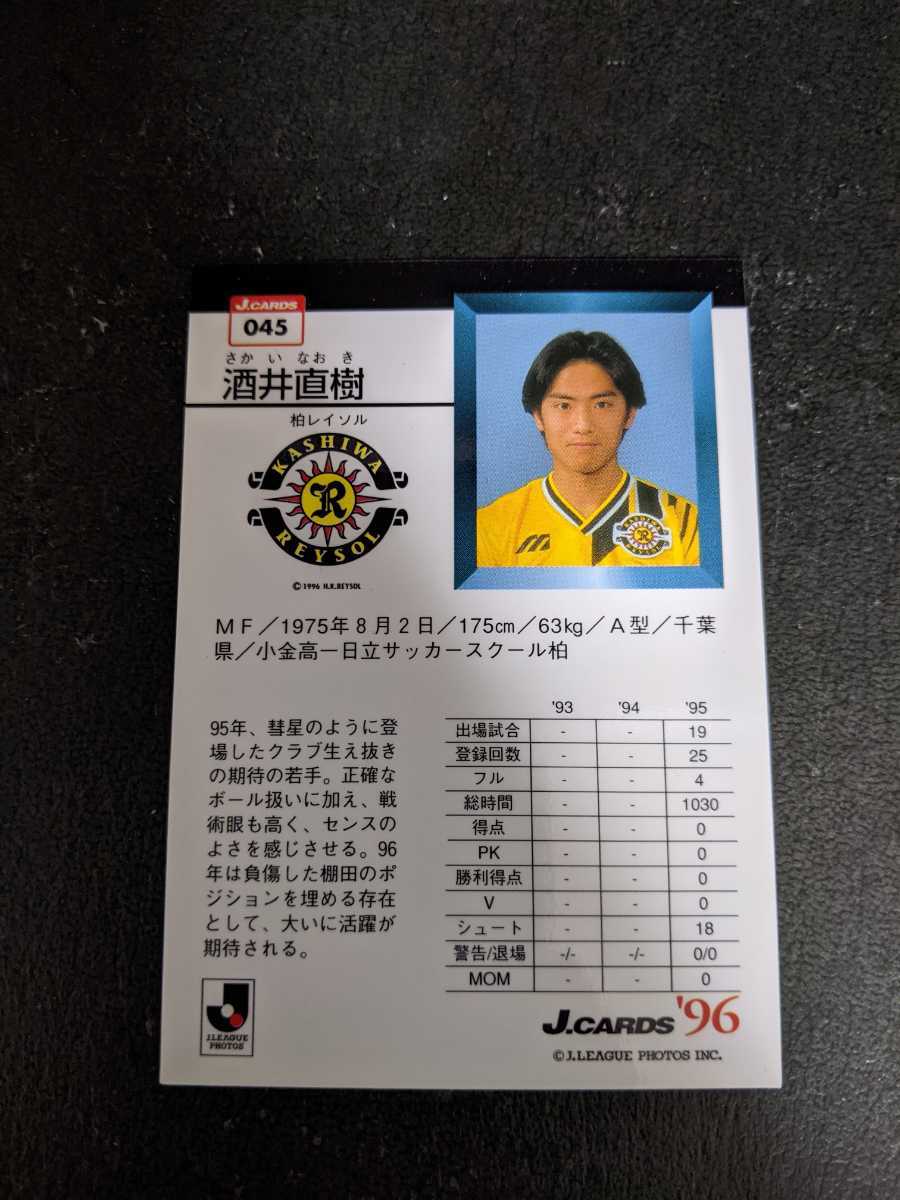 J.CARDS
045
さか い なお き
酒井直樹
柏レイソル
KASHIWA
R
REYSOL
©1996 H.K.REYSOL
KASHIWA
R
REYSOL
MF／1975年8月2日／175cm／63kg／A型／千葉
県／小金高ー日立サッカースクール柏
95年、彗星のように登
場したクラブ生え抜き
の期待の若手。正確な
ボール扱いに加え、戦
術眼も高く、センスの
よさを感じさせる。96
年は負傷した棚田のポ
ジションを埋める存在
として、大いに活躍が
期待される。
'93 '94 '95
出場試合 - - 19
登録回数 - - 25
フル - - 4
総時間 - - 1030
得点 - - 0
PK - - 0
勝利得点 - - 0
V - - 0
シュート - - 18
警告/退場 -/- -/- 0/0
MOM - - 0
J.LEAGUE
PHOTOS
J.CARDS '96
©J.LEAGUE PHOTOS INC.